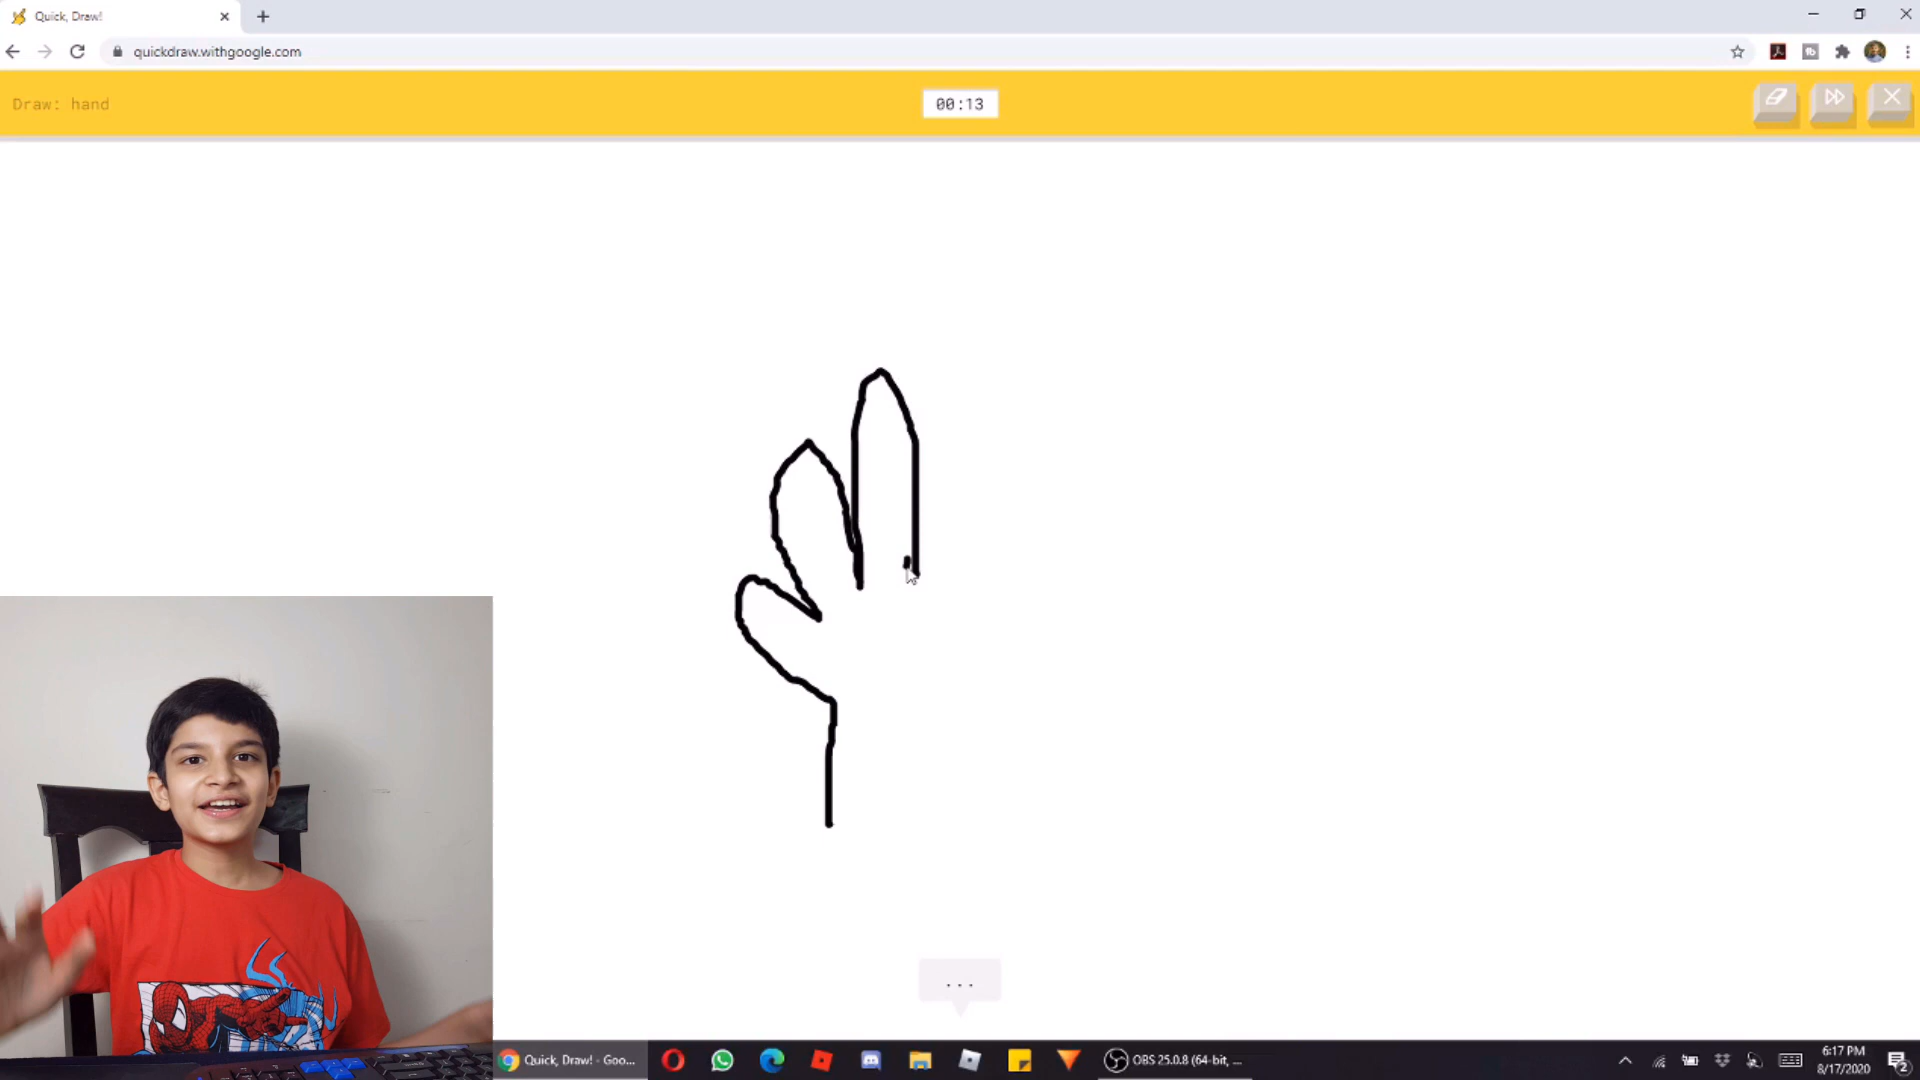 Quick, Draw!
quickdraw.withgoogle.com
Draw: hand
00:13
...
Quick, Draw! - Goo...
OBS 25.0.8 (64-bit, ...
6:17 PM
8/17/2020
2